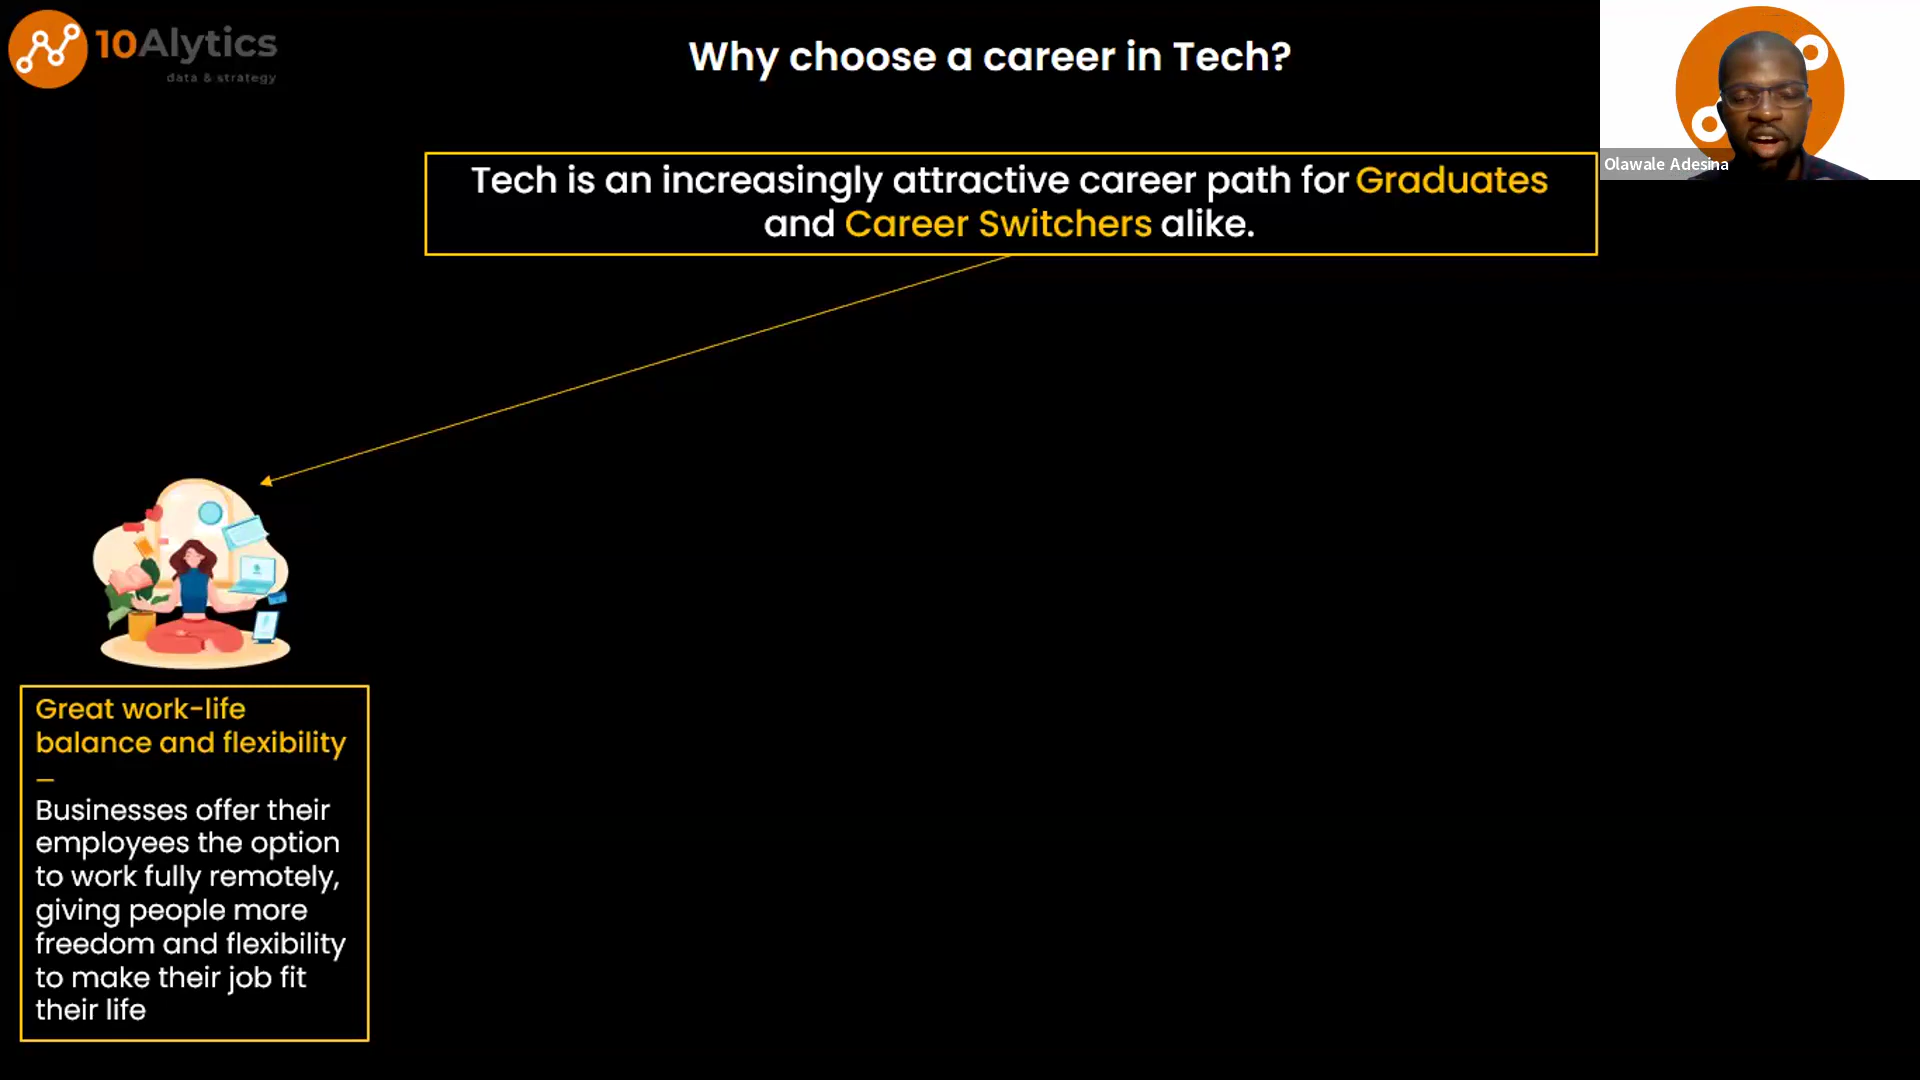 10Alytics
data & strategy
Why choose a career in Tech?
Olawale Adesina
Tech is an increasingly attractive career path for Graduates
and Career Switchers alike.
Great work-life
balance and flexibility
–
Businesses offer their
employees the option
to work fully remotely,
giving people more
freedom and flexibility
to make their job fit
their life